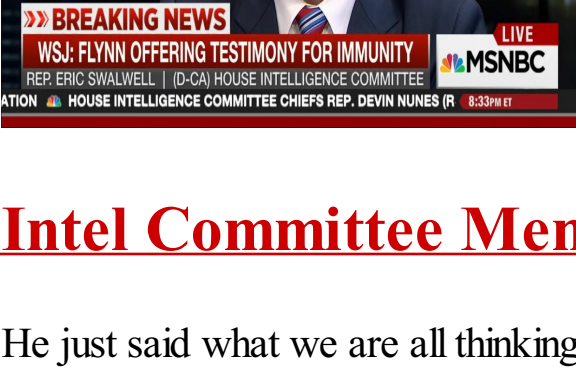 >>> BREAKING NEWS
LIVE
WSJ: FLYNN OFFERING TESTIMONY FOR IMMUNITY
MSNBC
REP. ERIC SWALWELL | (D-CA) HOUSE INTELLIGENCE COMMITTEE
ATION HOUSE INTELLIGENCE COMMITTEE CHIEFS REP. DEVIN NUNES (R 8:33PM ET
Intel Committee Mem
He just said what we are all thinking